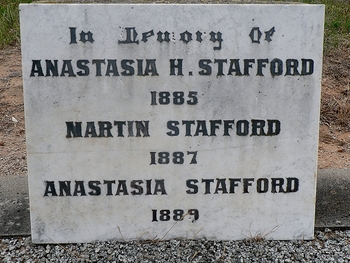 In Memory Of
ANASTASIA H. STAFFORD
1885
MARTIN STAFFORD
1887
ANASTASIA STAFFORD
1889